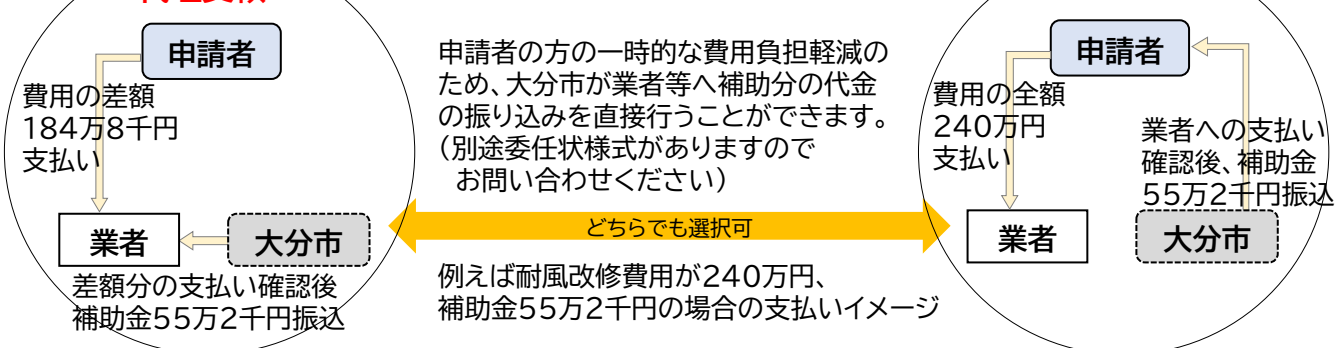 申請者
費用の差額
184万8千円
支払い
業者
大分市
差額分の支払い確認後
補助金55万2千円振込
申請者の方の一時的な費用負担軽減の
ため、大分市が業者等へ補助分の代金
の振り込みを直接行うことができます。
(別途委任状様式がありますので
お問い合わせください)
どちらでも選択可
例えば耐風改修費用が240万円、
補助金55万2千円の場合の支払いイメージ
申請者
費用の全額
240万円
支払い
業者への支払い
確認後、補助金
55万2千円振込
業者
大分市